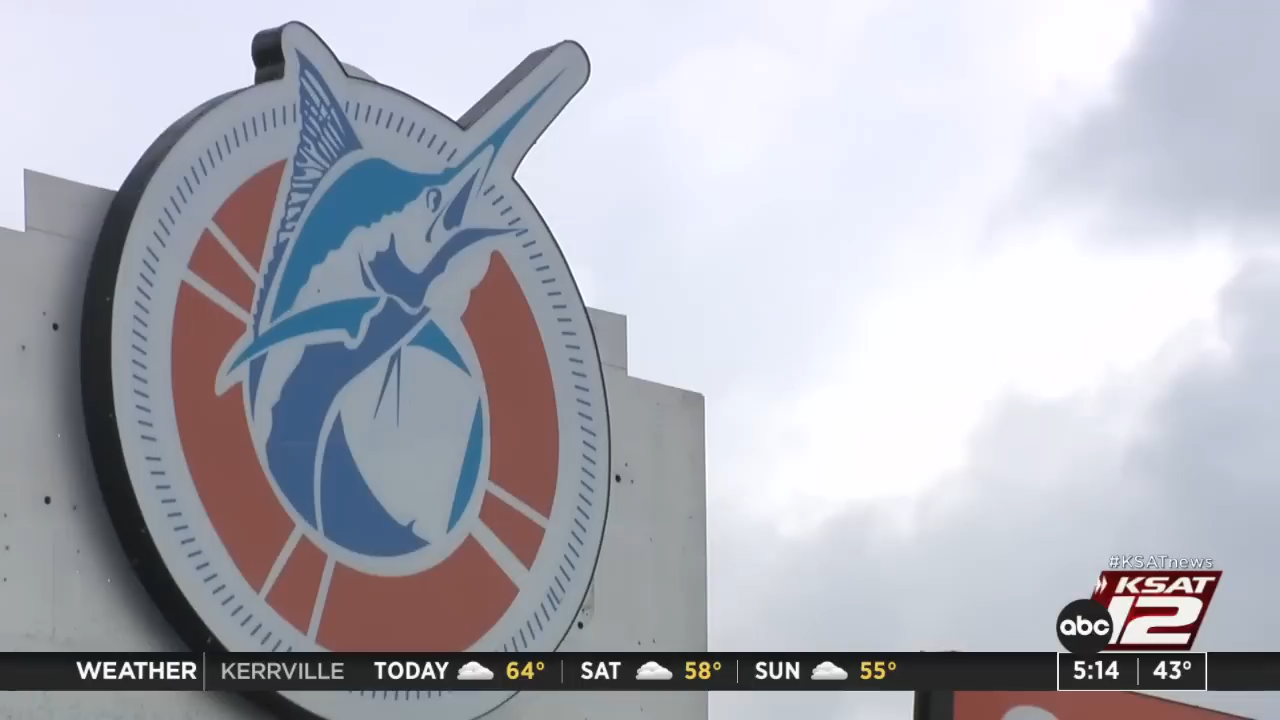 #KSATnews
KSAT
abc 12
WEATHER KERRVILLE TODAY 64° SAT 58° SUN 55° 5:14 43°